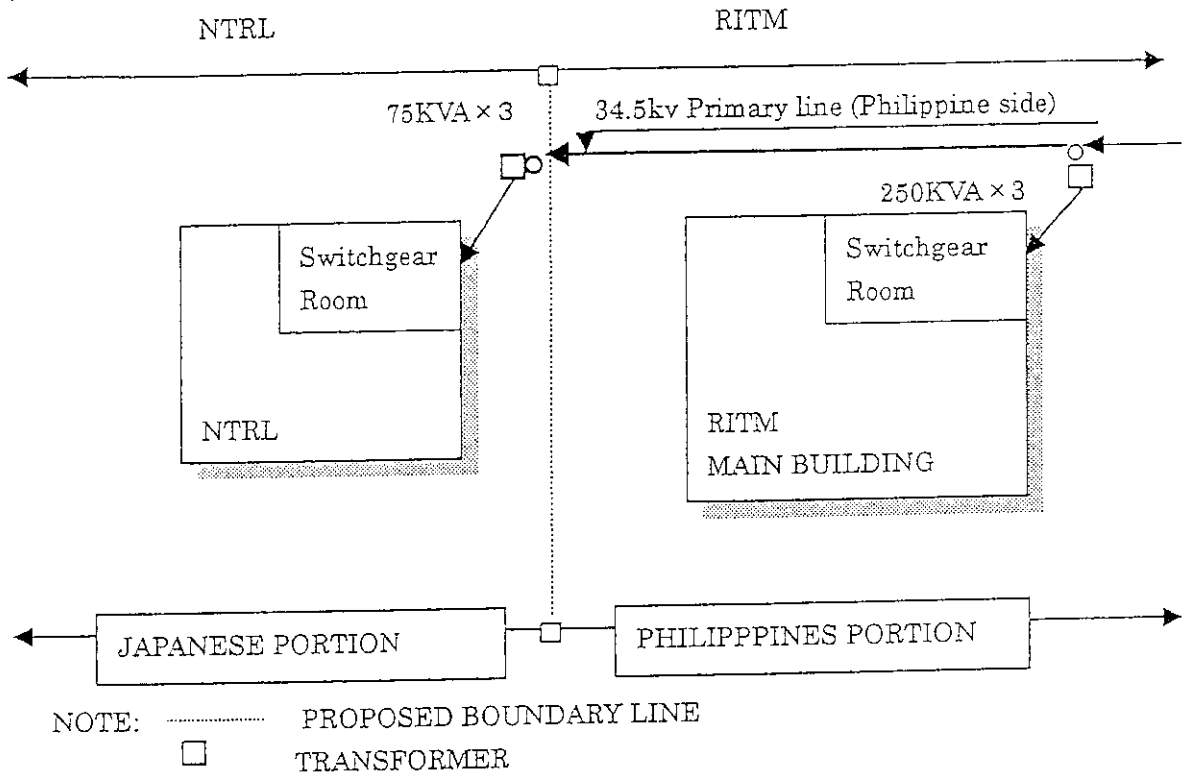 NTRL
RITM
75KVA × 3
34.5kv Primary line (Philippine side)
250KVA × 3
Switchgear
Room
Switchgear
Room
NTRL
RITM
MAIN BUILDING
JAPANESE PORTION
PHILIPPPINES PORTION
NOTE: PROPOSED BOUNDARY LINE
TRANSFORMER